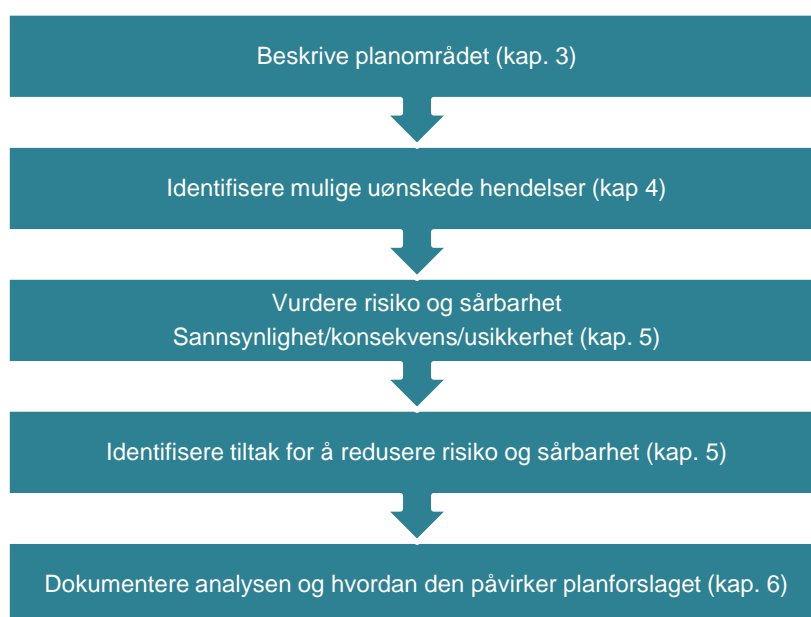 Beskrive planområdet (kap. 3)
Identifisere mulige uønskede hendelser (kap 4)
Vurdere risiko og sårbarhet
Sannsynlighet/konsekvens/usikkerhet (kap. 5)
Identifisere tiltak for å redusere risiko og sårbarhet (kap. 5)
Dokumentere analysen og hvordan den påvirker planforslaget (kap. 6)